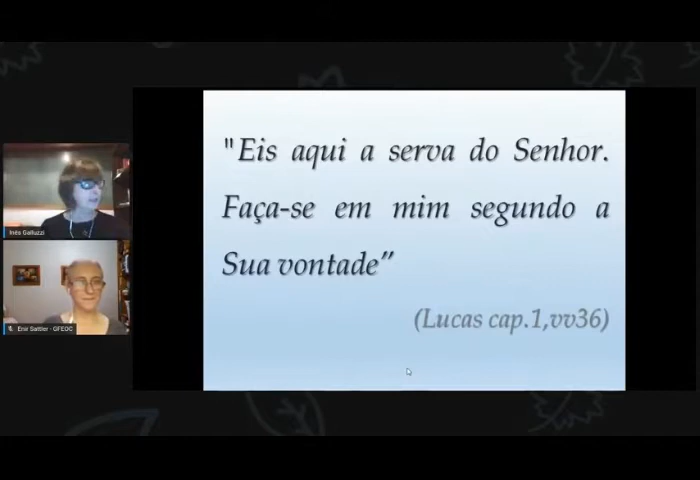 "Eis aqui a serva do Senhor.
Faça-se em mim segundo a
Sua vontade”
(Lucas cap.1,vv36)
Inês Galluzzi
Enir Sattler - GFEOC